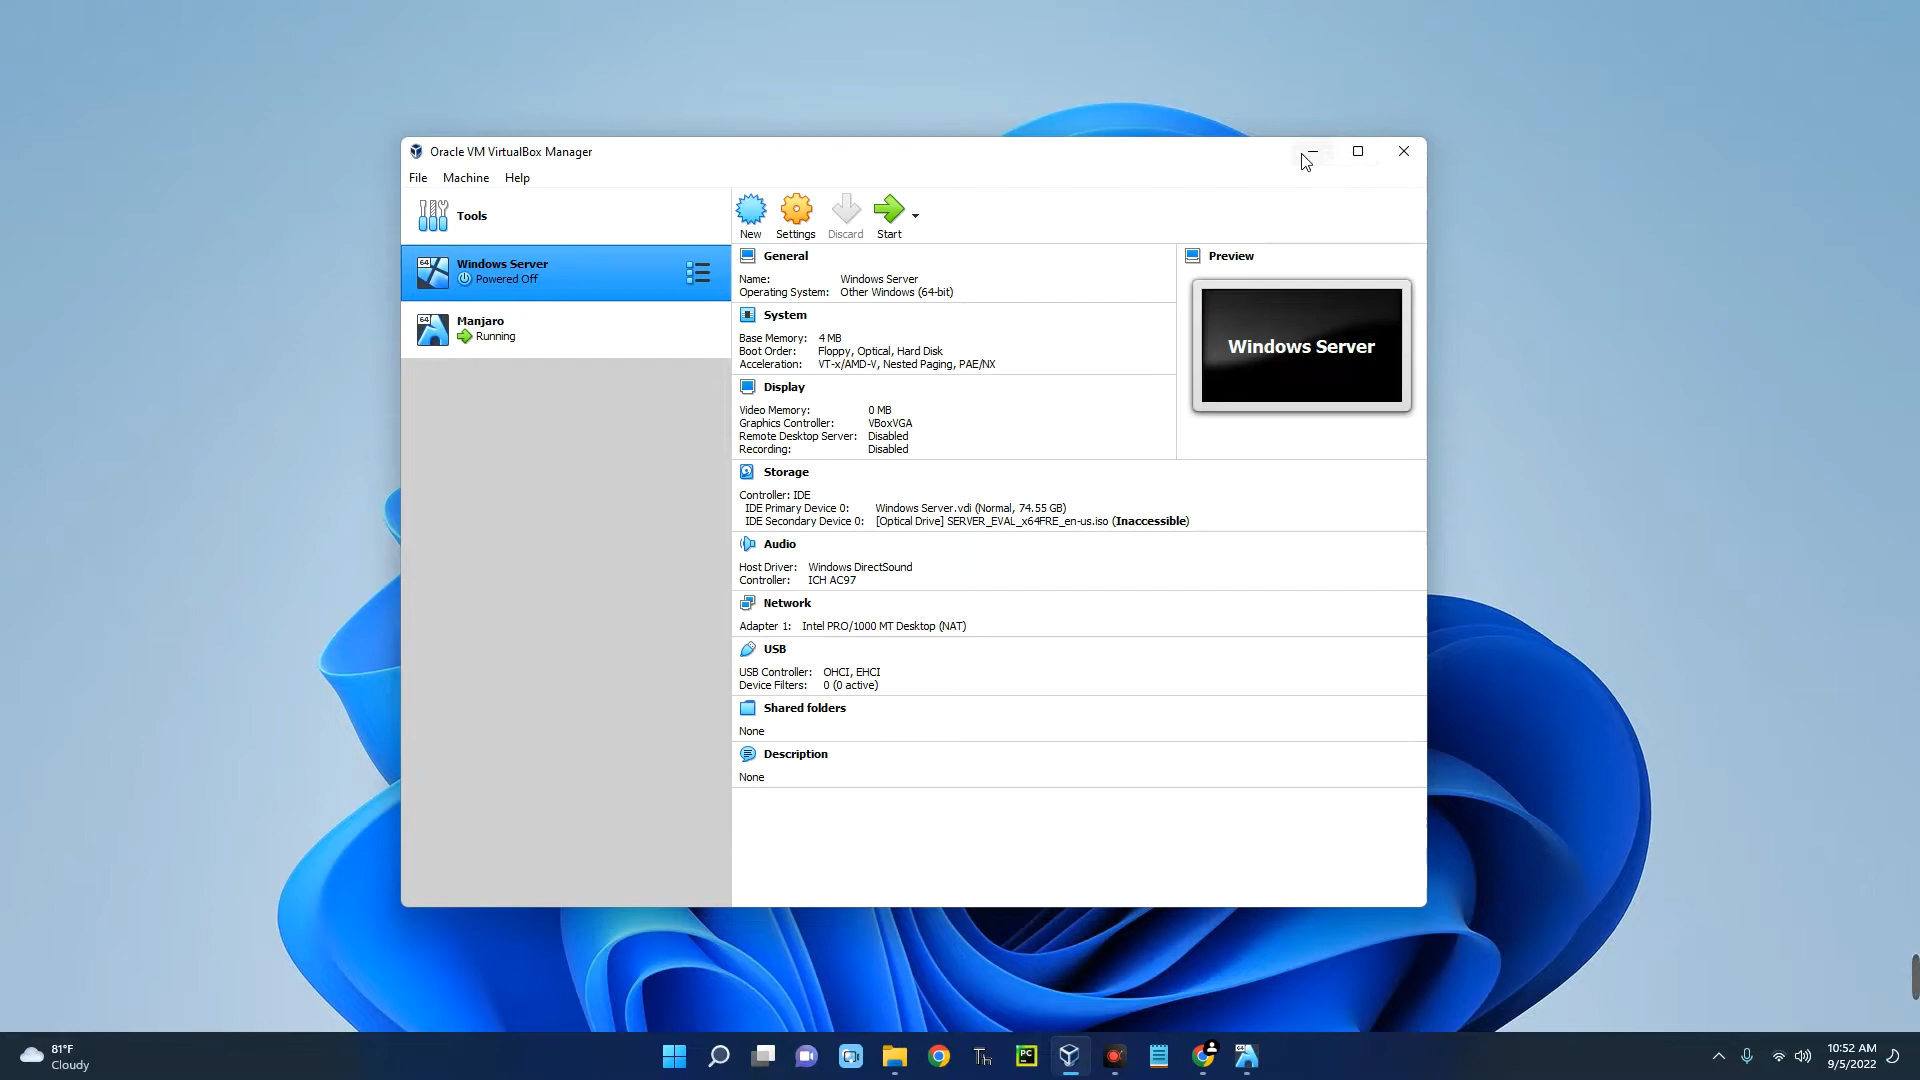 Oracle VM VirtualBox Manager
File Machine Help
Tools
New Settings Discard Start
64
Windows Server
Powered Off
64
Manjaro
Running
General
Name: Windows Server
Operating System: Other Windows (64-bit)
System
Base Memory: 4 MB
Boot Order: Floppy, Optical, Hard Disk
Acceleration: VT-x/AMD-V, Nested Paging, PAE/NX
Display
Video Memory: 0 MB
Graphics Controller: VBoxVGA
Remote Desktop Server: Disabled
Recording: Disabled
Preview
Windows Server
Storage
Controller: IDE
IDE Primary Device 0: Windows Server.vdi (Normal, 74.55 GB)
IDE Secondary Device 0: [Optical Drive] SERVER_EVAL_x64FRE_en-us.iso (Inaccessible)
Audio
Host Driver: Windows DirectSound
Controller: ICH AC97
Network
Adapter 1: Intel PRO/1000 MT Desktop (NAT)
USB
USB Controller: OHCI, EHCI
Device Filters: 0 (0 active)
Shared folders
None
Description
None
81°F
Cloudy
Th
PC
64
10:52 AM
9/5/2022